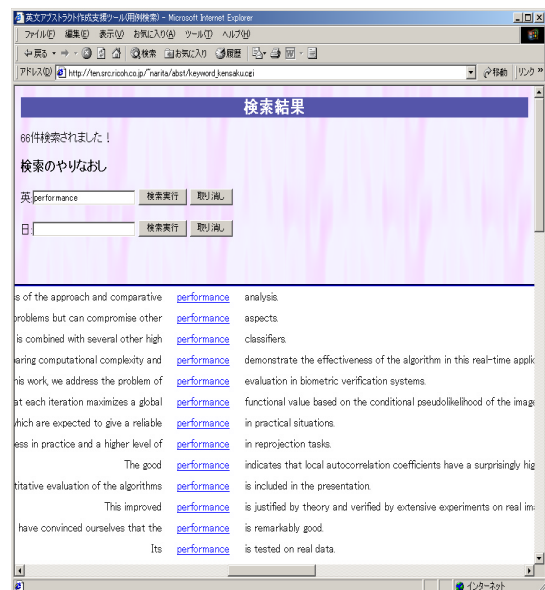 英文アブストラクト作成支援ツール(用例検索) - Microsoft Internet Explorer
ファイル(F) 編集(E) 表示(V) お気に入り(A) ツール(T) ヘルプ(H)
戻る 検索 お気に入り 履歴
アドレス(D) http://ten.src.ricoh.co.jp/~narita/abst/keyword_kensaku.cgi 移動 リンク »
検索結果
66件検索されました！
検索のやりなおし
英: performance 検索実行 取り消し
日: 検索実行 取り消し
s of the approach and comparative performance analysis.
problems but can compromise other performance aspects.
is combined with several other high performance classifiers.
aring computational complexity and performance demonstrate the effectiveness of the algorithm in this real-time applic
his work, we address the problem of performance evaluation in biometric verification systems.
at each iteration maximizes a global performance functional value based on the conditional pseudolikelihood of the image
which are expected to give a reliable performance in practical situations.
ess in practice and a higher level of performance in reprojection tasks.
The good performance indicates that local autocorrelation coefficients have a surprisingly hig
titative evaluation of the algorithms performance is included in the presentation.
This improved performance is justified by theory and verified by extensive experiments on real im
have convinced ourselves that the performance is remarkably good.
Its performance is tested on real data.
インターネット